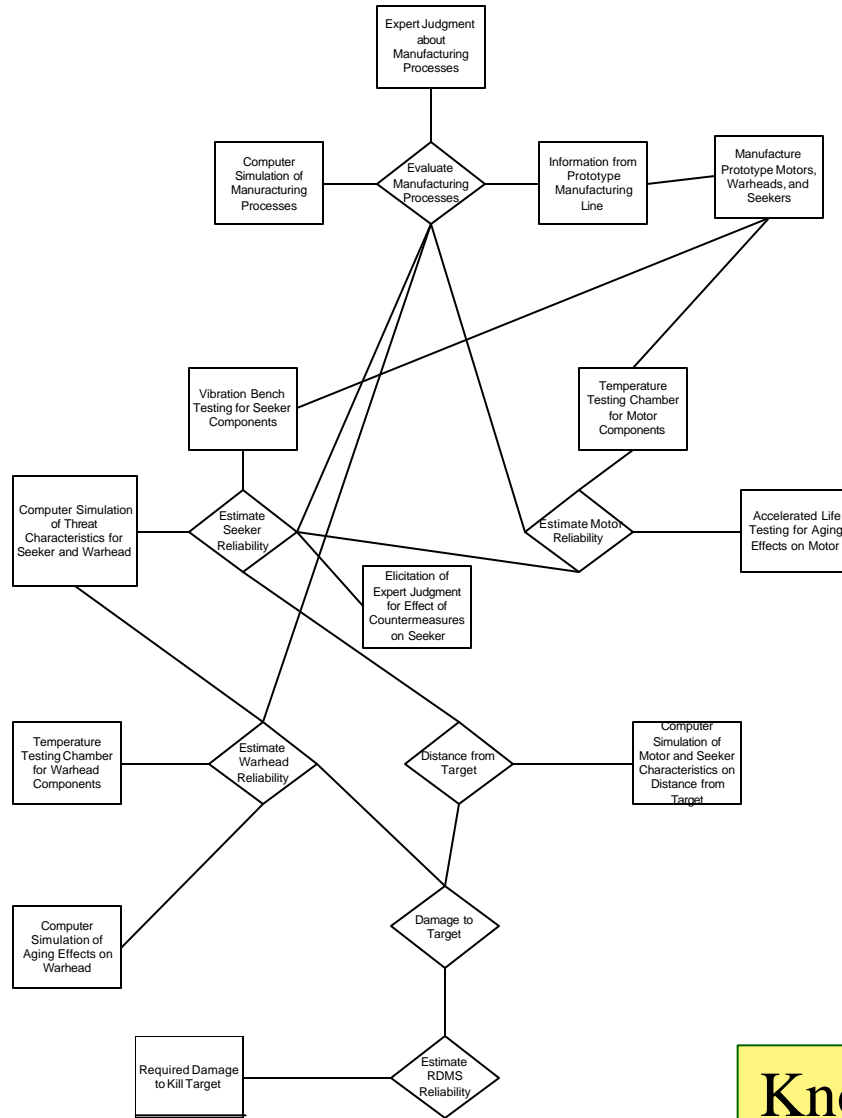 Expert Judgment
about
Manufacturing
Processes
Computer
Simulation of
Manuracturing
Processes
Evaluate
Manufacturing
Processes
Information from
Prototype
Manufacturing
Line
Manufacture
Prototype Motors,
Warheads, and
Seekers
Vibration Bench
Testing for Seeker
Components
Temperature
Testing Chamber
for Motor
Components
Computer Simulation
of Threat
Characteristics for
Seeker and Warhead
Estimate
Seeker
Reliability
Estimate Motor
Reliability
Accelerated Life
Testing for Aging
Effects on Motor
Elicitation of
Expert Judgment
for Effect of
Countermeasures
on Seeker
Temperature
Testing Chamber
for Warhead
Components
Estimate
Warhead
Reliability
Distance from
Target
Computer
Simulation of
Motor and Seeker
Characteristics on
Distance from
Target
Computer
Simulation of
Aging Effects on
Warhead
Damage to
Target
Required Damage
to Kill Target
Estimate
RDMS
Reliability